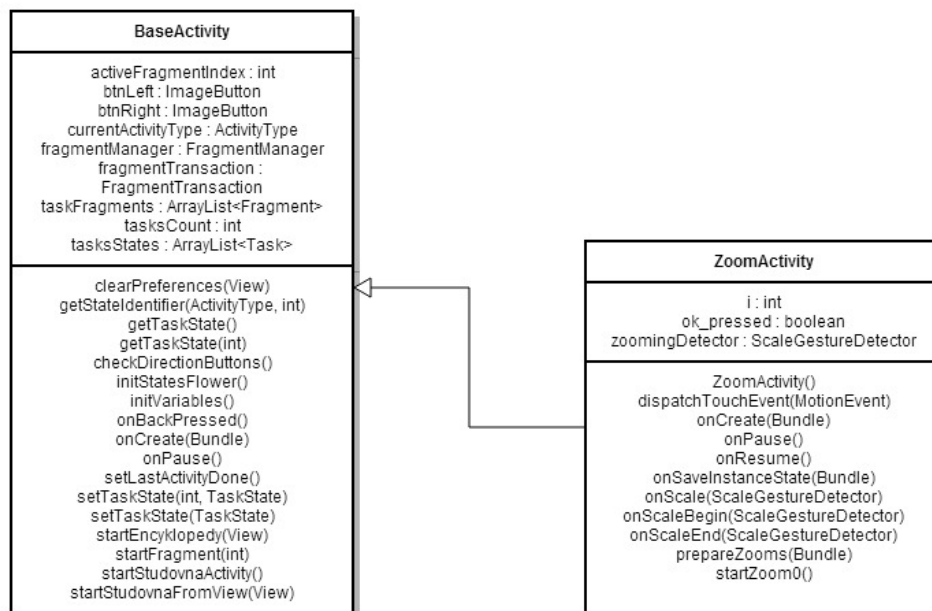 BaseActivity
activeFragmentIndex : int
btnLeft : ImageButton
btnRight : ImageButton
currentActivityType : ActivityType
fragmentManager : FragmentManager
fragmentTransaction :
FragmentTransaction
taskFragments : ArrayList<Fragment>
tasksCount : int
tasksStates : ArrayList<Task>
clearPreferences(View)
getStateIdentifier(ActivityType, int)
getTaskState()
getTaskState(int)
checkDirectionButtons()
initStatesFlower()
initVariables()
onBackPressed()
onCreate(Bundle)
onPause()
setLastActivityDone()
setTaskState(int, TaskState)
setTaskState(TaskState)
startEncyklopedy(View)
startFragment(int)
startStudovnaActivity()
startStudovnaFromView(View)
ZoomActivity
i : int
ok_pressed : boolean
zoomingDetector : ScaleGestureDetector
ZoomActivity()
dispatchTouchEvent(MotionEvent)
onCreate(Bundle)
onPause()
onResume()
onSaveInstanceState(Bundle)
onScale(ScaleGestureDetector)
onScaleBegin(ScaleGestureDetector)
onScaleEnd(ScaleGestureDetector)
prepareZooms(Bundle)
startZoom0()